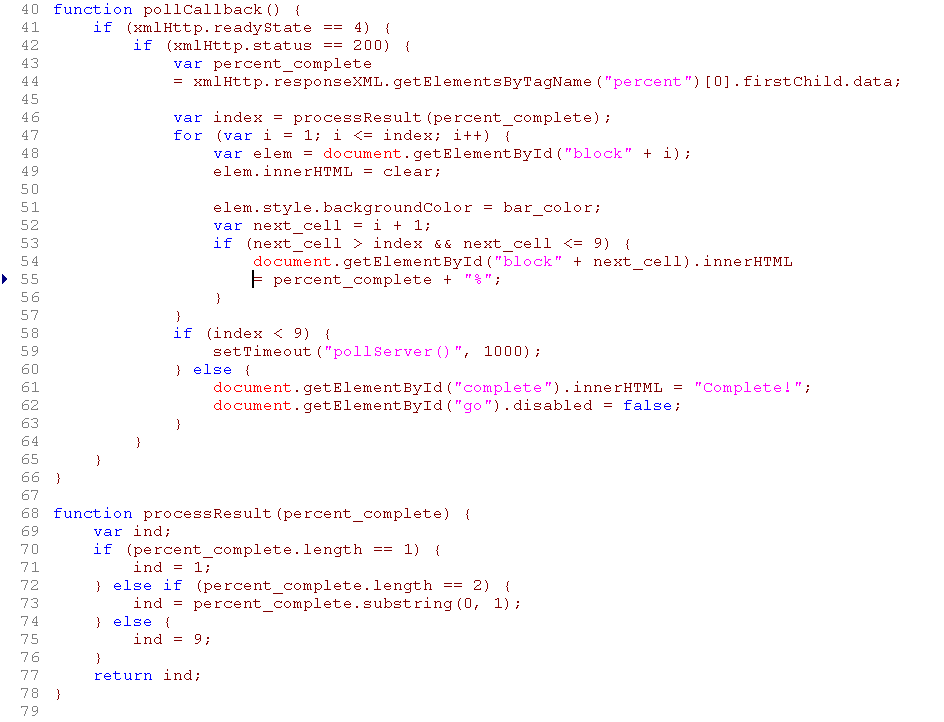 40 function pollCallback() {
41     if (xmlHttp.readyState == 4) {
42         if (xmlHttp.status == 200) {
43             var percent_complete
44             = xmlHttp.responseXML.getElementsByTagName("percent")[0].firstChild.data;
45
46             var index = processResult(percent_complete);
47             for (var i = 1; i <= index; i++) {
48                 var elem = document.getElementById("block" + i);
49                 elem.innerHTML = clear;
50
51                 elem.style.backgroundColor = bar_color;
52                 var next_cell = i + 1;
53                 if (next_cell > index && next_cell <= 9) {
54                     document.getElementById("block" + next_cell).innerHTML
55                     = percent_complete + "%";
56                 }
57             }
58             if (index < 9) {
59                 setTimeout("pollServer()", 1000);
60             } else {
61                 document.getElementById("complete").innerHTML = "Complete!";
62                 document.getElementById("go").disabled = false;
63             }
64         }
65     }
66 }
67
68 function processResult(percent_complete) {
69     var ind;
70     if (percent_complete.length == 1) {
71         ind = 1;
72     } else if (percent_complete.length == 2) {
73         ind = percent_complete.substring(0, 1);
74     } else {
75         ind = 9;
76     }
77     return ind;
78 }
79